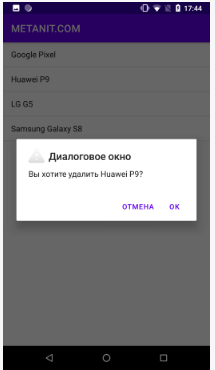 17:44
METANIT.COM
Google Pixel
Huawei P9
LG G5
Samsung Galaxy S8
Диалоговое окно
Вы хотите удалить Huawei P9?
ОТМЕНА OK